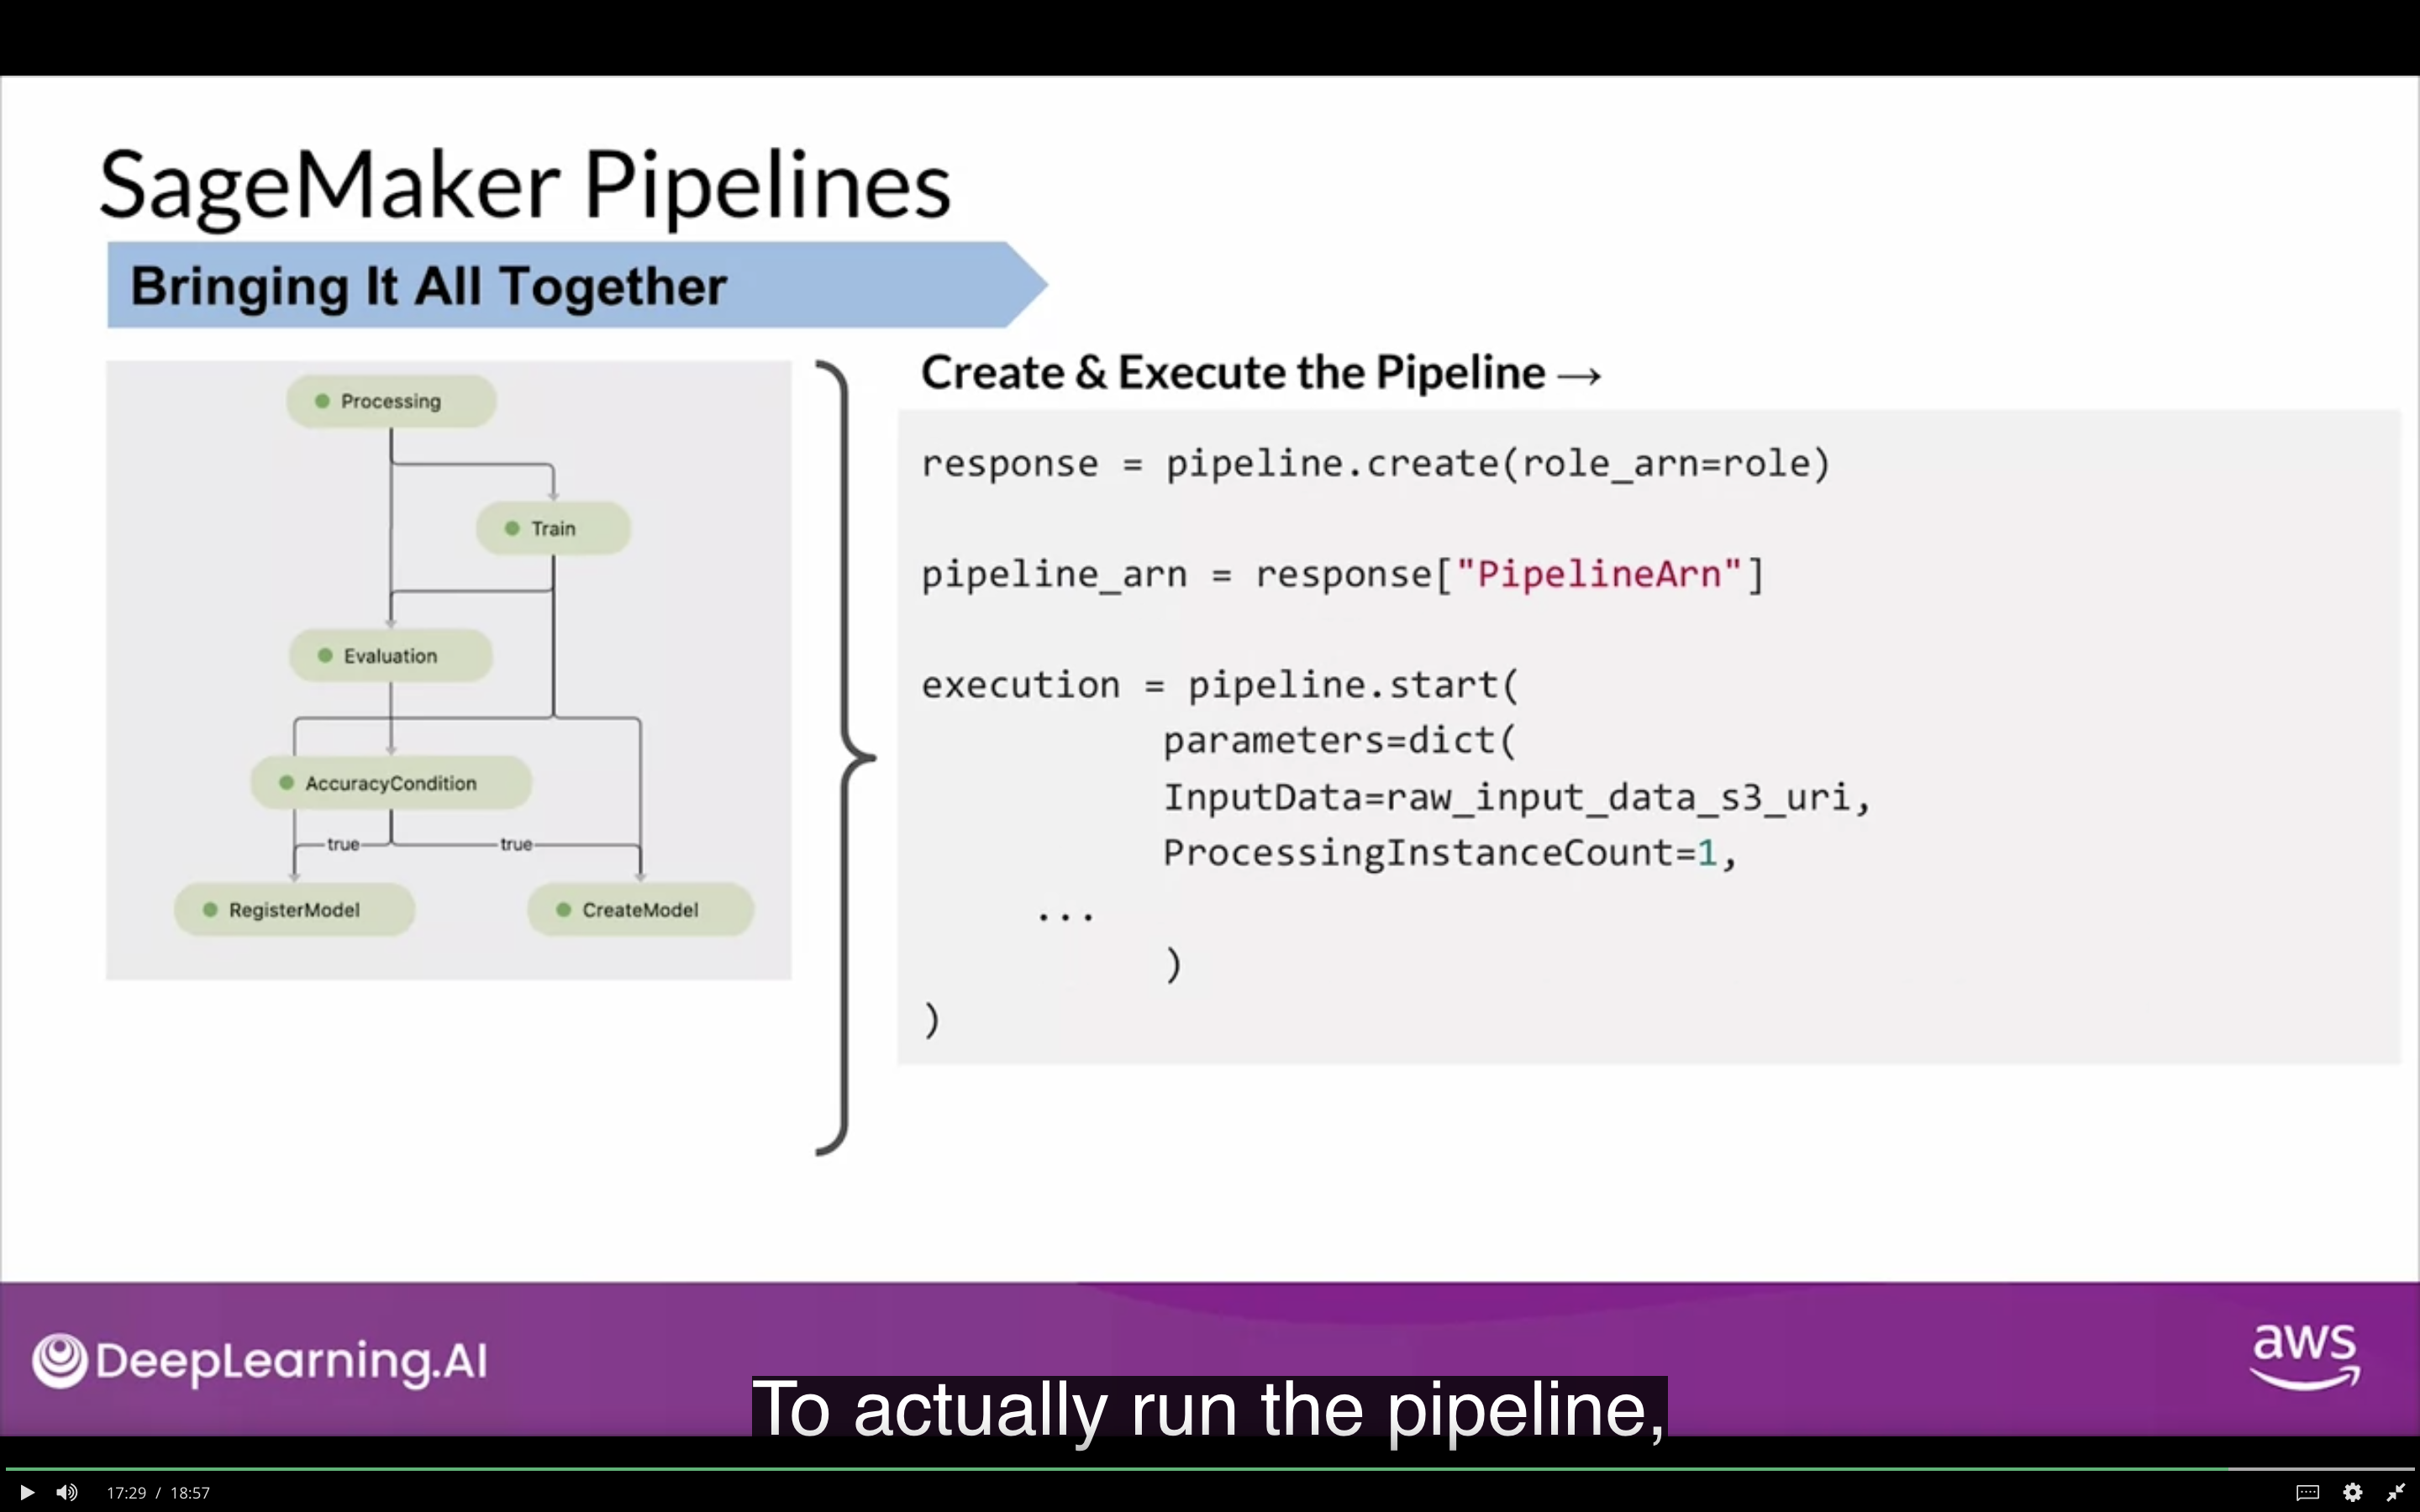 SageMaker Pipelines
Bringing It All Together
Processing
Train
Evaluation
AccuracyCondition
true
true
RegisterModel
CreateModel
Create & Execute the Pipeline →
response = pipeline.create(role_arn=role)
pipeline_arn = response["PipelineArn"]
execution = pipeline.start(
parameters=dict(
InputData=raw_input_data_s3_uri,
ProcessingInstanceCount=1,
...
)
)
DeepLearning.AI
aws
To actually run the pipeline,
17:29 / 18:57